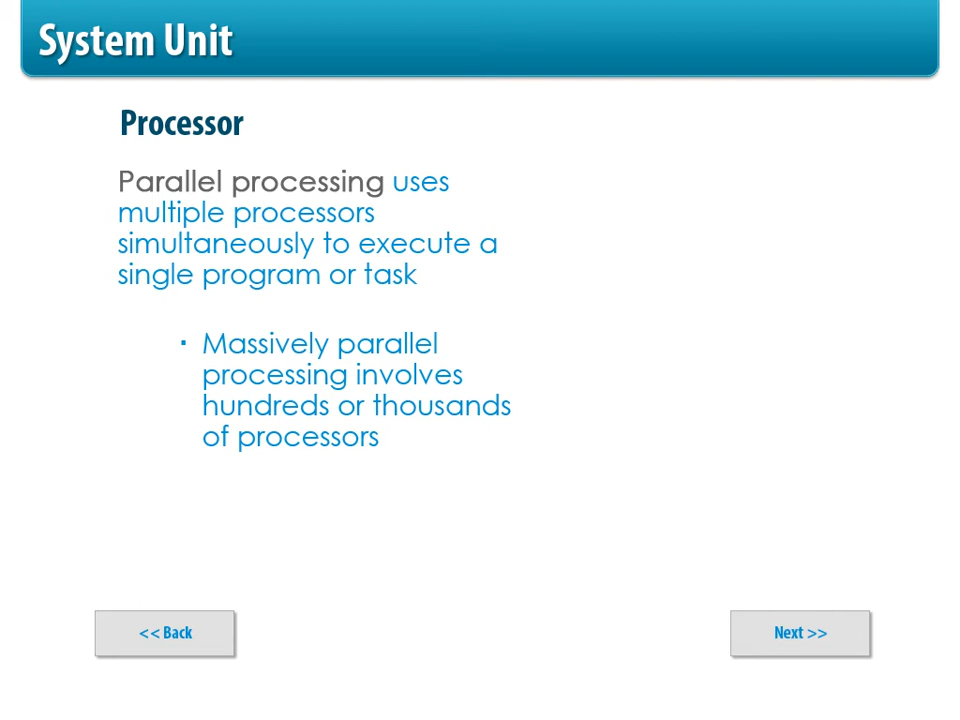 System Unit
Processor
Parallel processing uses
multiple processors
simultaneously to execute a
single program or task
· Massively parallel
processing involves
hundreds or thousands
of processors
<< Back
Next >>